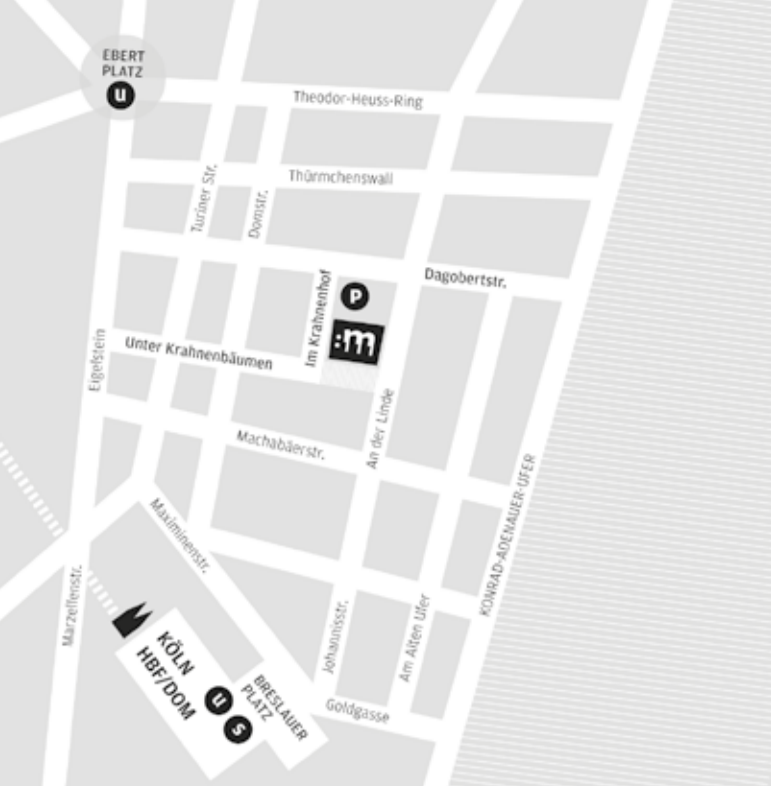 EBERT
PLATZ
U
Theodor-Heuss-Ring
Thürmchenswall
Turiner Str.
Domstr.
Dagobertstr.
P
Im Krahnenhof
:m
Unter Krahnenbäumen
Eigelstein
An der Linde
Machabäerstr.
KONRAD-ADENAUER-UFER
Maximinenstr.
Marzellenstr.
Johannisstr.
Am Alten Ufer
KÖLN
HBF/DOM
U
S
BRESLAUER
PLATZ
Goldgasse